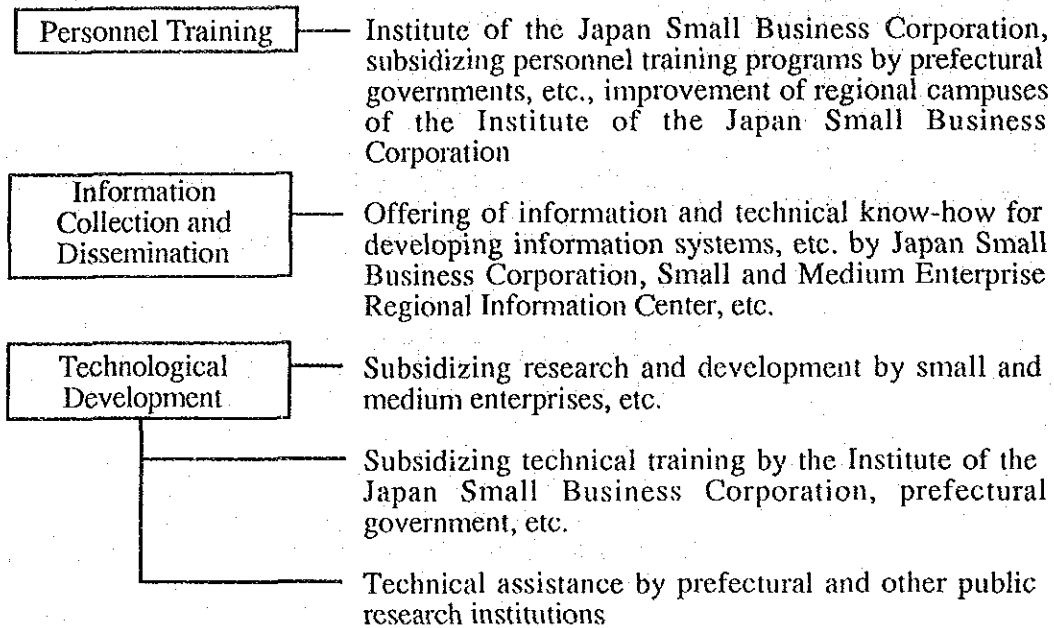 Personnel Training
Institute of the Japan Small Business Corporation,
subsidizing personnel training programs by prefectural
governments, etc., improvement of regional campuses
of the Institute of the Japan Small Business
Corporation
Information
Collection and
Dissemination
Offering of information and technical know-how for
developing information systems, etc. by Japan Small
Business Corporation, Small and Medium Enterprise
Regional Information Center, etc.
Technological
Development
Subsidizing research and development by small and
medium enterprises, etc.
Subsidizing technical training by the Institute of the
Japan Small Business Corporation, prefectural
government, etc.
Technical assistance by prefectural and other public
research institutions